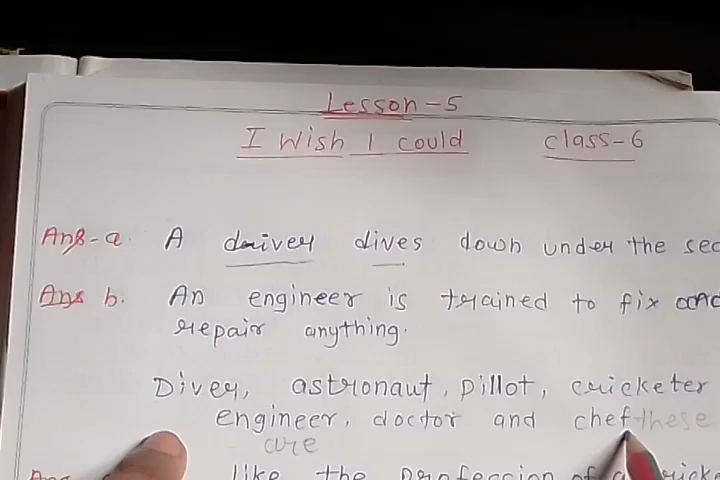 Lesson-5
I Wish I could class-6
Ans-a. A driver dives down under the sea
Ans b. An engineer is trained to fix and
repair anything.
Diver, astronaut, pillot, cricketer
engineer, doctor and chef these
are
like the profession of a